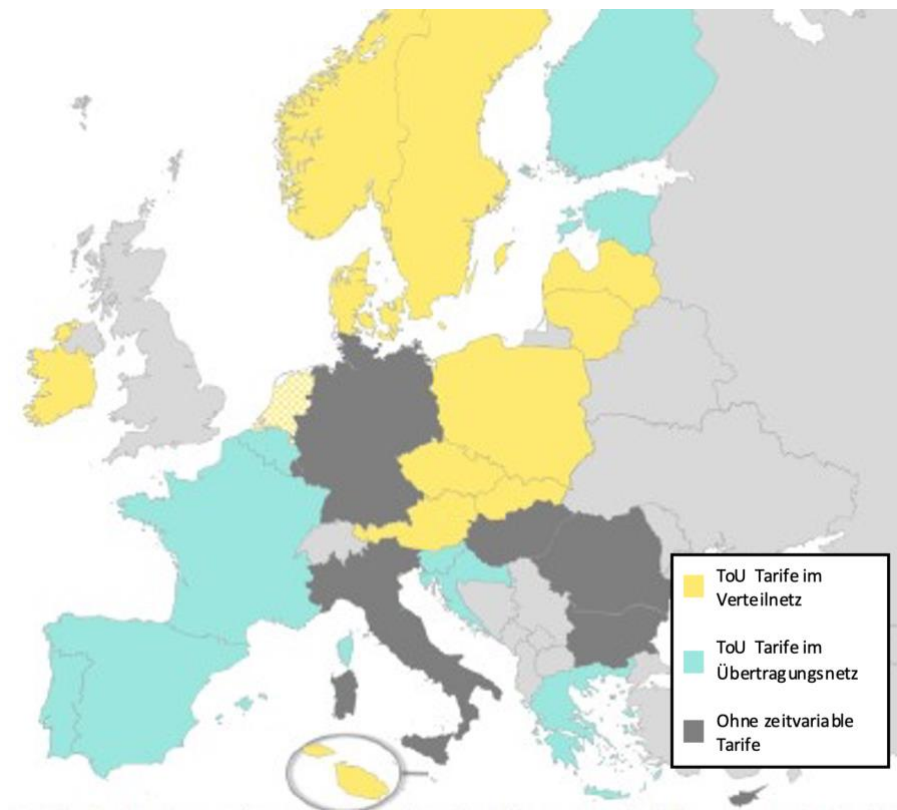 ToU Tarife im
Verteilnetz
ToU Tarife im
Übertragungsnetz
Ohne zeitvariable
Tarife